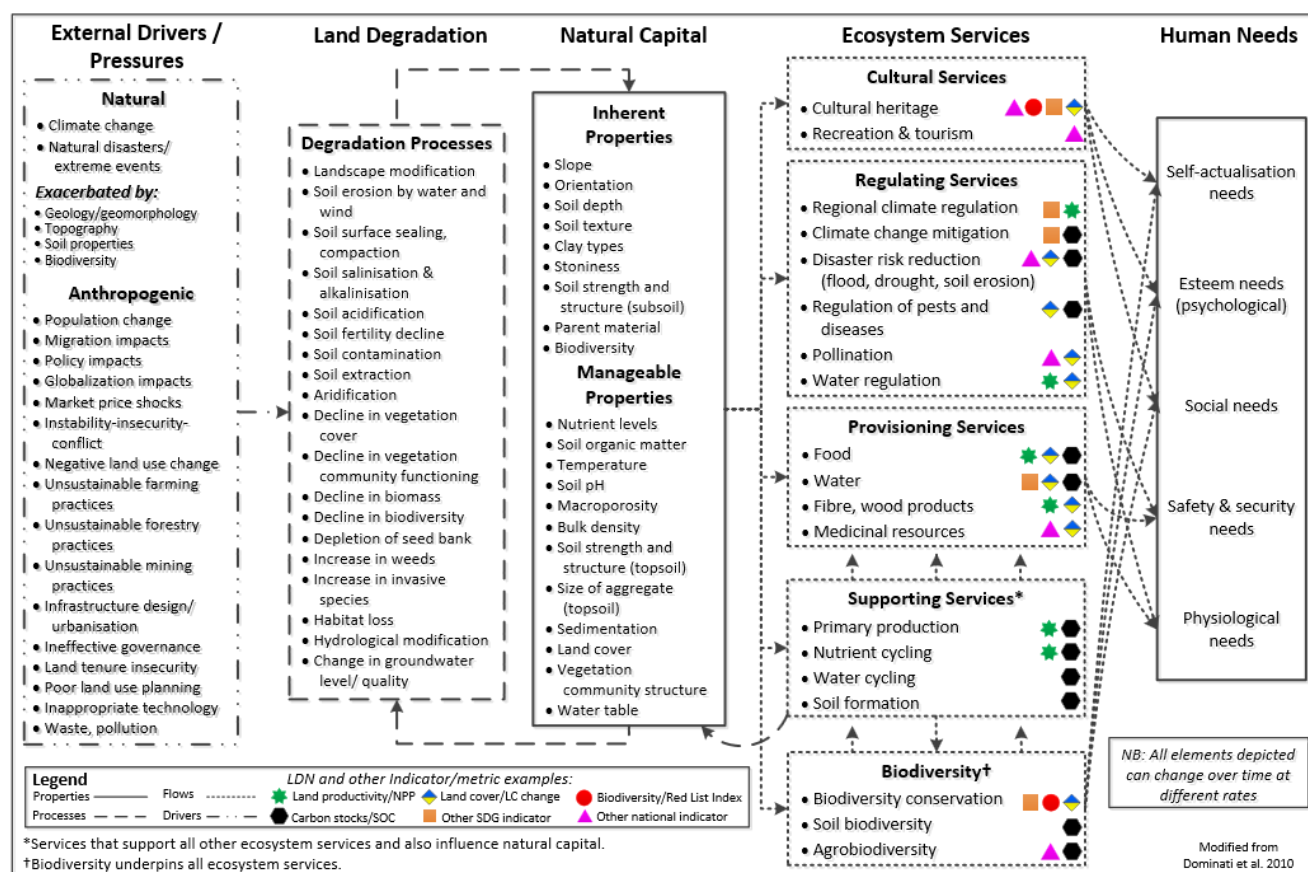 External Drivers /
Pressures
Natural
• Climate change
• Natural disasters/
extreme events
Exacerbated by:
• Geology/geomorphology
• Topography
• Soil properties
• Biodiversity
Anthropogenic
• Population change
• Migration impacts
• Policy impacts
• Globalization impacts
• Market price shocks
• Instability-insecurity-
conflict
• Negative land use change
• Unsustainable farming
practices
• Unsustainable forestry
practices
• Unsustainable mining
practices
• Infrastructure design/
urbanisation
• Ineffective governance
• Land tenure insecurity
• Poor land use planning
• Inappropriate technology
• Waste, pollution
Land Degradation
Degradation Processes
• Landscape modification
• Soil erosion by water and
wind
• Soil surface sealing,
compaction
• Soil salinisation &
alkalinisation
• Soil acidification
• Soil fertility decline
• Soil contamination
• Soil extraction
• Aridification
• Decline in vegetation
cover
• Decline in vegetation
community functioning
• Decline in biomass
• Decline in biodiversity
• Depletion of seed bank
• Increase in weeds
• Increase in invasive
species
• Habitat loss
• Hydrological modification
• Change in groundwater
level/ quality
Natural Capital
Inherent
Properties
• Slope
• Orientation
• Soil depth
• Soil texture
• Clay types
• Stoniness
• Soil strength and
structure (subsoil)
• Parent material
• Biodiversity
Manageable
Properties
• Nutrient levels
• Soil organic matter
• Temperature
• Soil pH
• Macroporosity
• Bulk density
• Soil strength and
structure (topsoil)
• Size of aggregate
(topsoil)
• Sedimentation
• Land cover
• Vegetation
community structure
• Water table
Ecosystem Services
Cultural Services
• Cultural heritage
• Recreation & tourism
Regulating Services
• Regional climate regulation
• Climate change mitigation
• Disaster risk reduction
(flood, drought, soil erosion)
• Regulation of pests and
diseases
• Pollination
• Water regulation
Provisioning Services
• Food
• Water
• Fibre, wood products
• Medicinal resources
Supporting Services*
• Primary production
• Nutrient cycling
• Water cycling
• Soil formation
Biodiversity†
• Biodiversity conservation
• Soil biodiversity
• Agrobiodiversity
Human Needs
Self-actualisation
needs
Esteem needs
(psychological)
Social needs
Safety & security
needs
Physiological
needs
NB: All elements depicted
can change over time at
different rates
Modified from
Dominati et al. 2010
Legend
LDN and other Indicator/metric examples:
Properties Flows Land productivity/NPP Land cover/LC change Biodiversity/Red List Index
Processes Drivers Carbon stocks/SOC Other SDG indicator Other national indicator
*Services that support all other ecosystem services and also influence natural capital.
†Biodiversity underpins all ecosystem services.